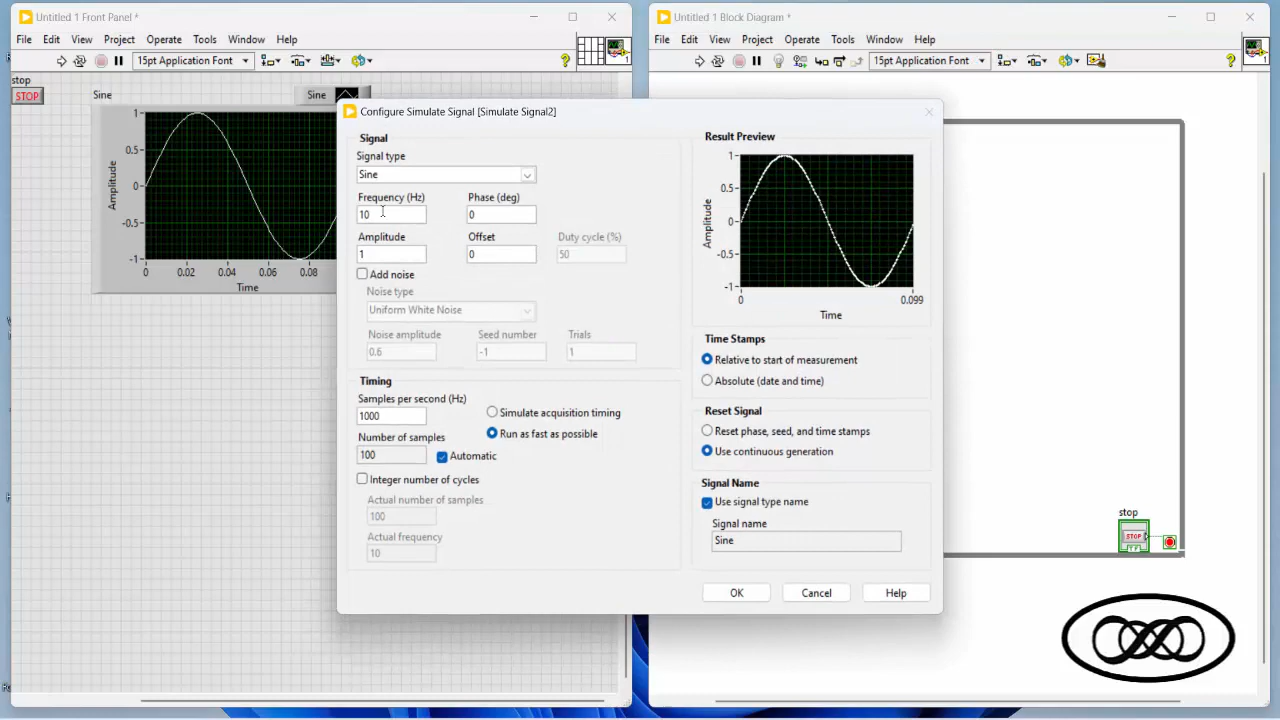 Untitled 1 Front Panel *
File Edit View Project Operate Tools Window Help
15pt Application Font
stop
STOP
Sine
Sine
Amplitude
1
0.5
0
-0.5
-1
0 0.02 0.04 0.06 0.08
Time
Untitled 1 Block Diagram *
File Edit View Project Operate Tools Window Help
15pt Application Font
stop
STOP
TF
Configure Simulate Signal [Simulate Signal2]
Signal
Signal type
Sine
Frequency (Hz) Phase (deg)
10 0
Amplitude Offset Duty cycle (%)
1 0 50
Add noise
Noise type
Uniform White Noise
Noise amplitude Seed number Trials
0.6 -1 1
Timing
Samples per second (Hz)
1000
Simulate acquisition timing
Run as fast as possible
Number of samples
100 Automatic
Integer number of cycles
Actual number of samples
100
Actual frequency
10
Result Preview
Amplitude
1
0.5
0
-0.5
-1
0 0.099
Time
Time Stamps
Relative to start of measurement
Absolute (date and time)
Reset Signal
Reset phase, seed, and time stamps
Use continuous generation
Signal Name
Use signal type name
Signal name
Sine
OK Cancel Help